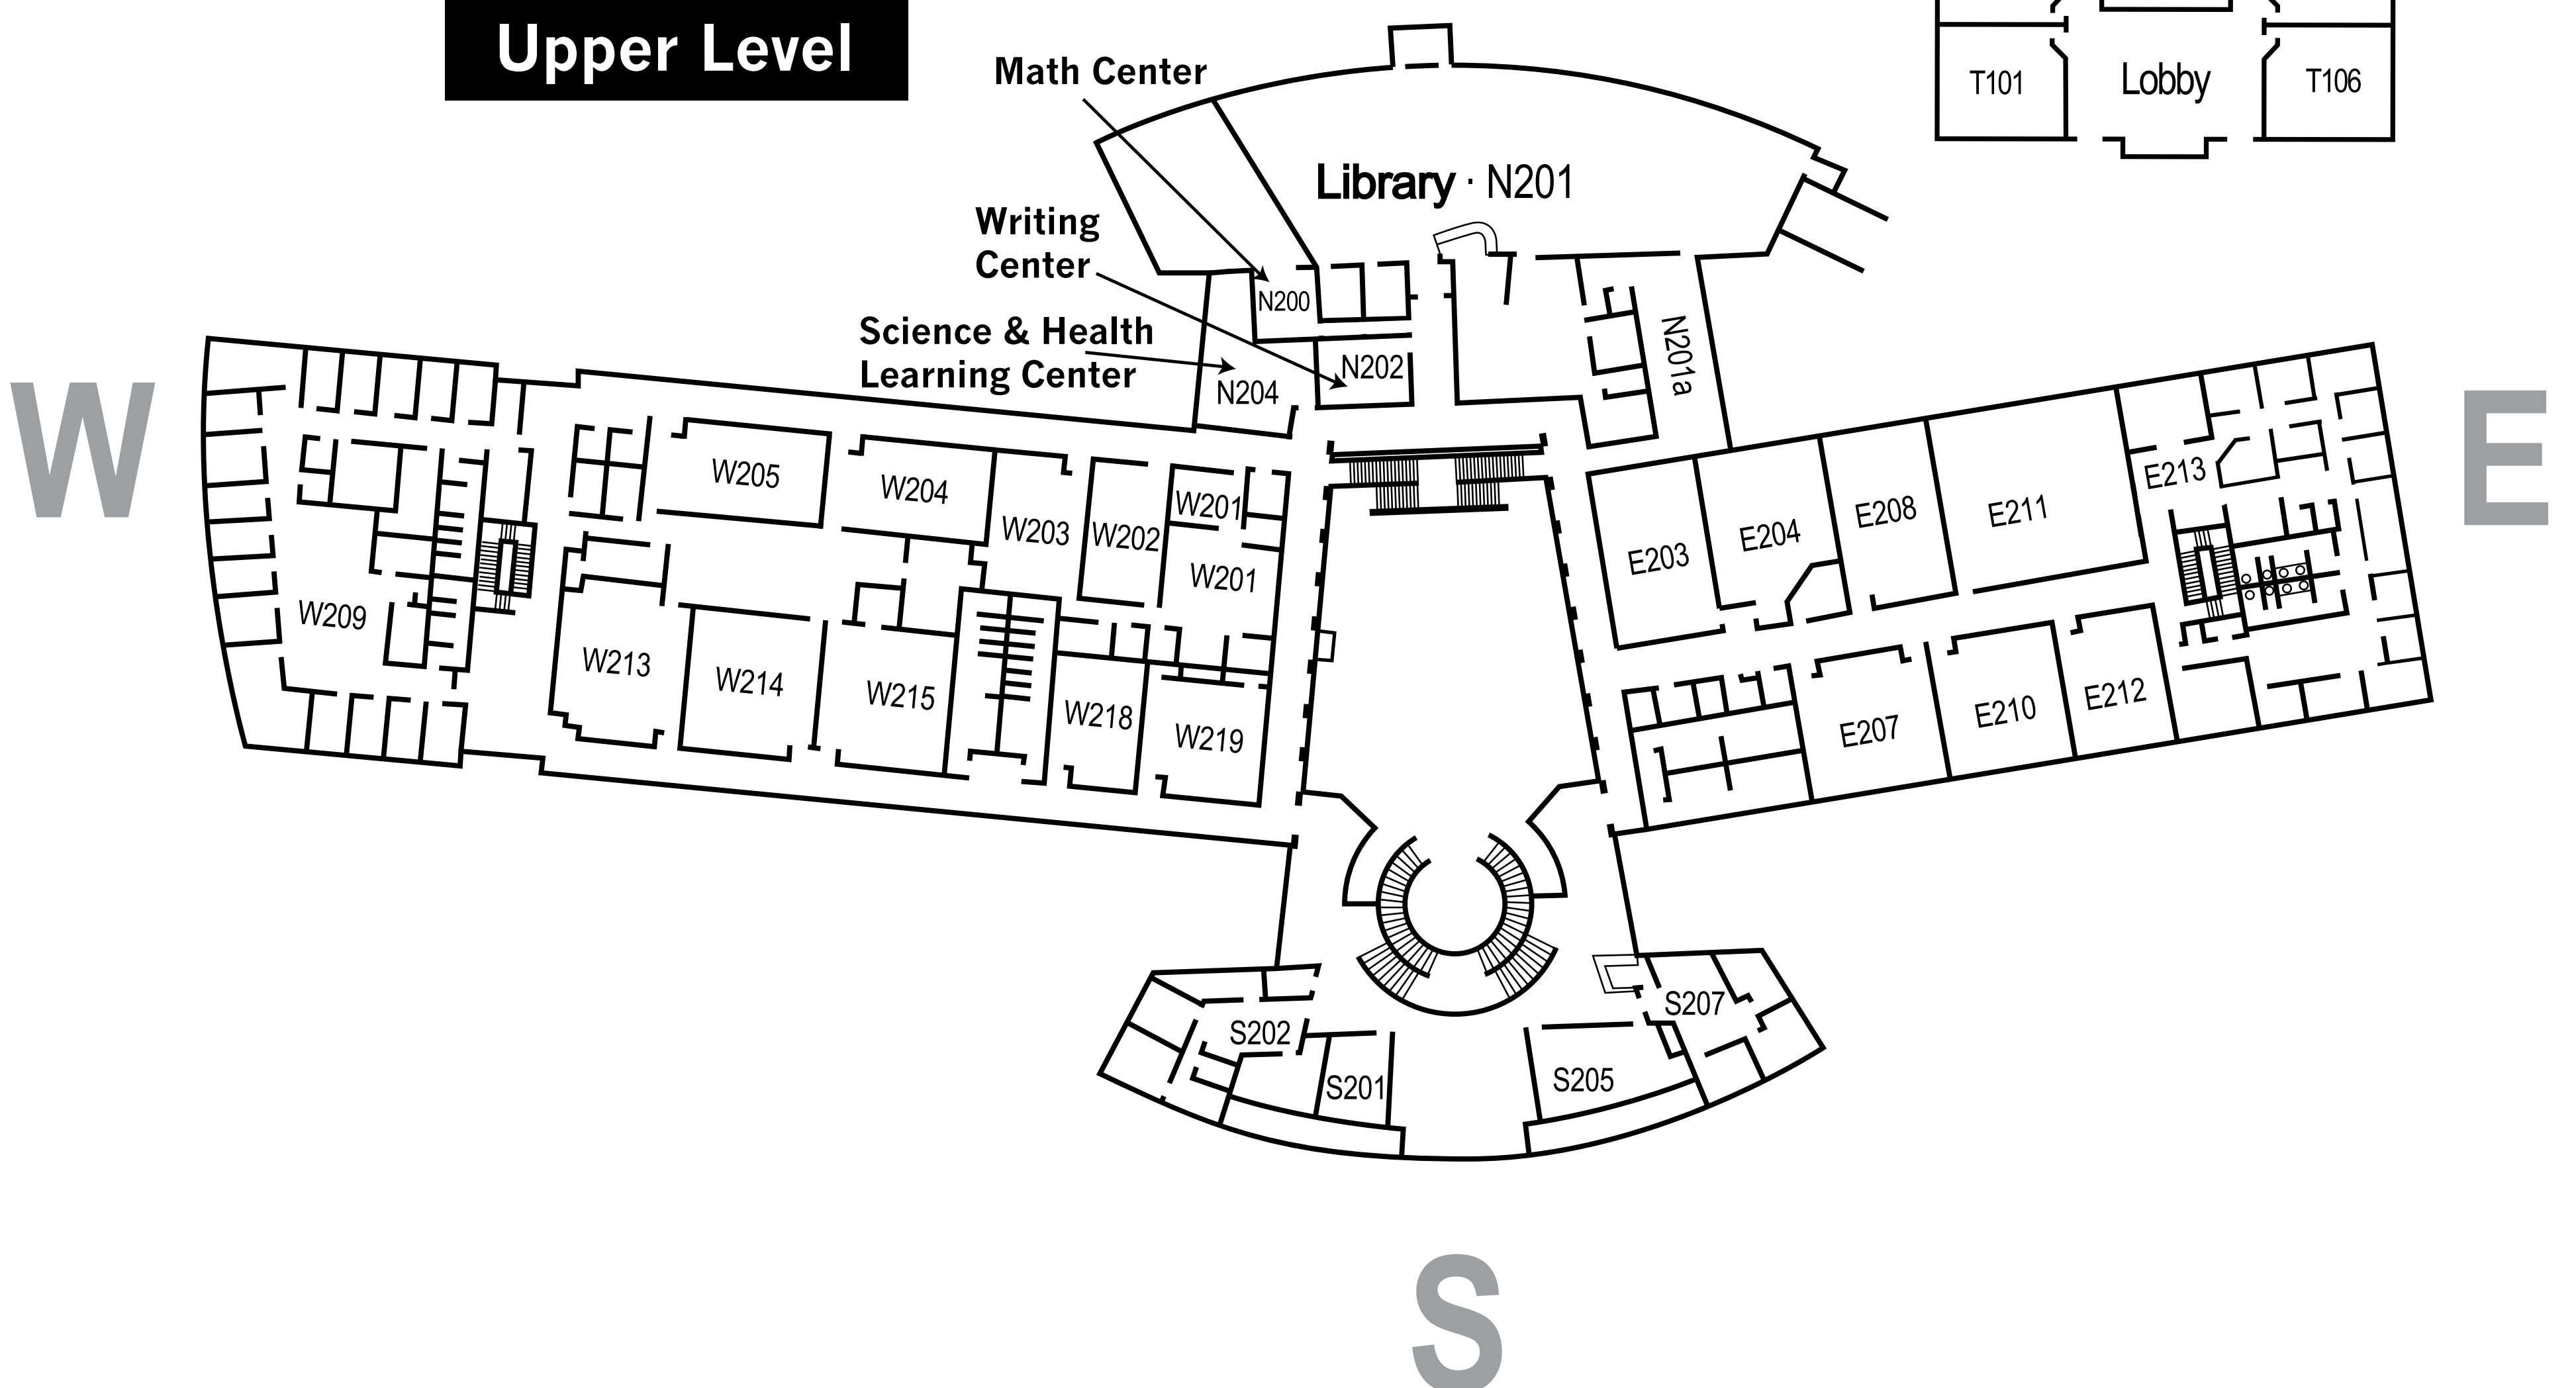 Upper Level
Math Center
T101
Lobby
T106
Library · N201
Writing
Center
N200
Science & Health
Learning Center
N202
N204
N201a
W
E
W205
W204
W203
W202
W201
W201
W209
W213
W214
W215
W218
W219
E203
E204
E208
E211
E213
E207
E210
E212
S202
S201
S205
S207
S